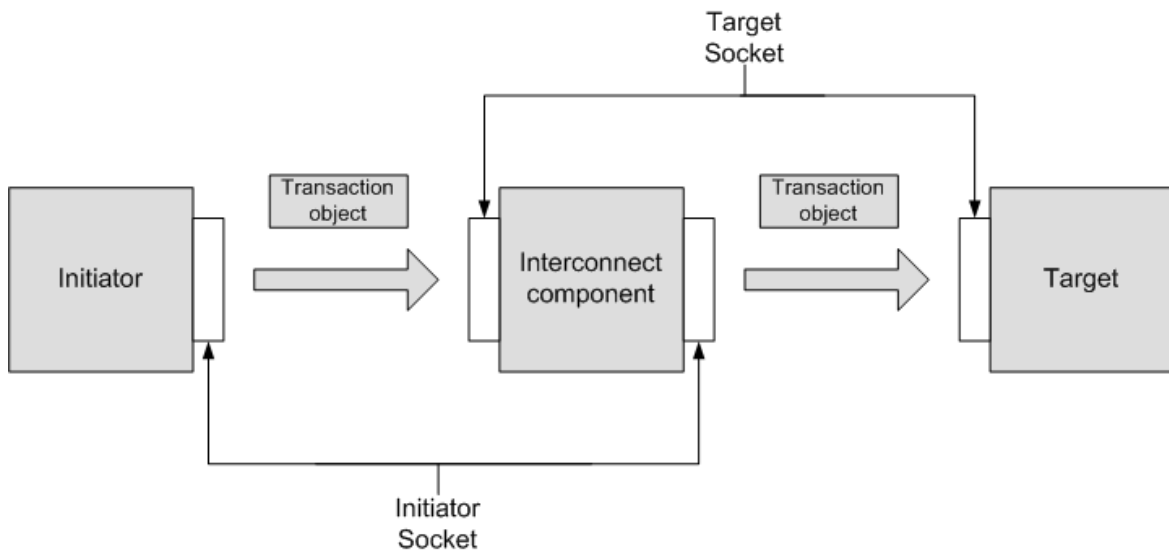 Target
Socket
Transaction
object
Transaction
object
Initiator
Interconnect
component
Target
Initiator
Socket